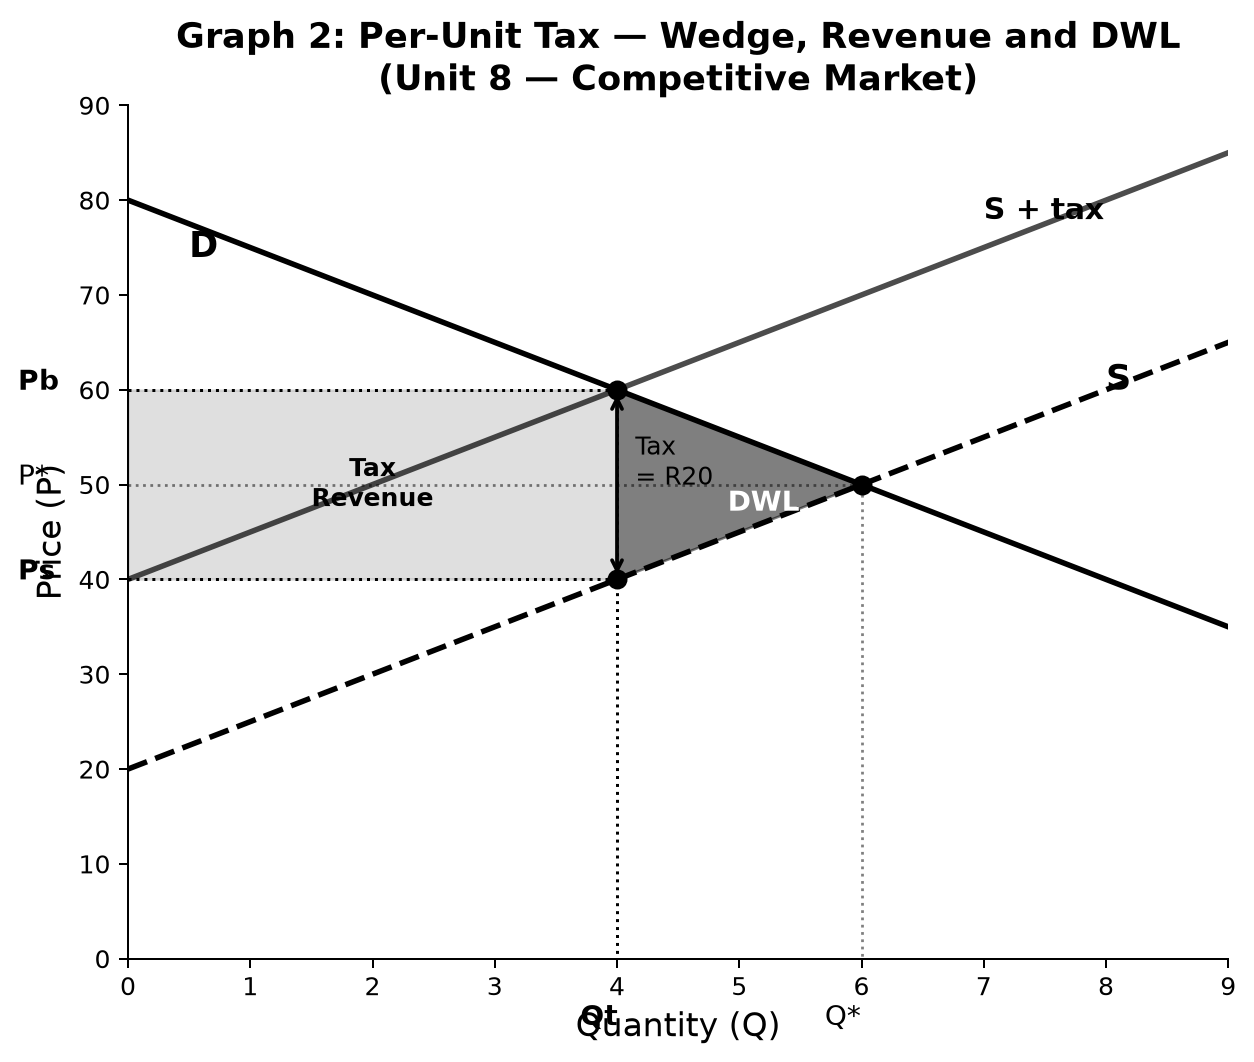 Graph 2: Per-Unit Tax — Wedge, Revenue and DWL
(Unit 8 — Competitive Market)
90
80
70
60
50
40
30
20
10
0
Pb
P*
Ps
Price (P)
D
S + tax
S
Tax
Revenue
Tax
= R20
DWL
0
1
2
3
4
5
6
7
8
9
Qt
Q*
Quantity (Q)